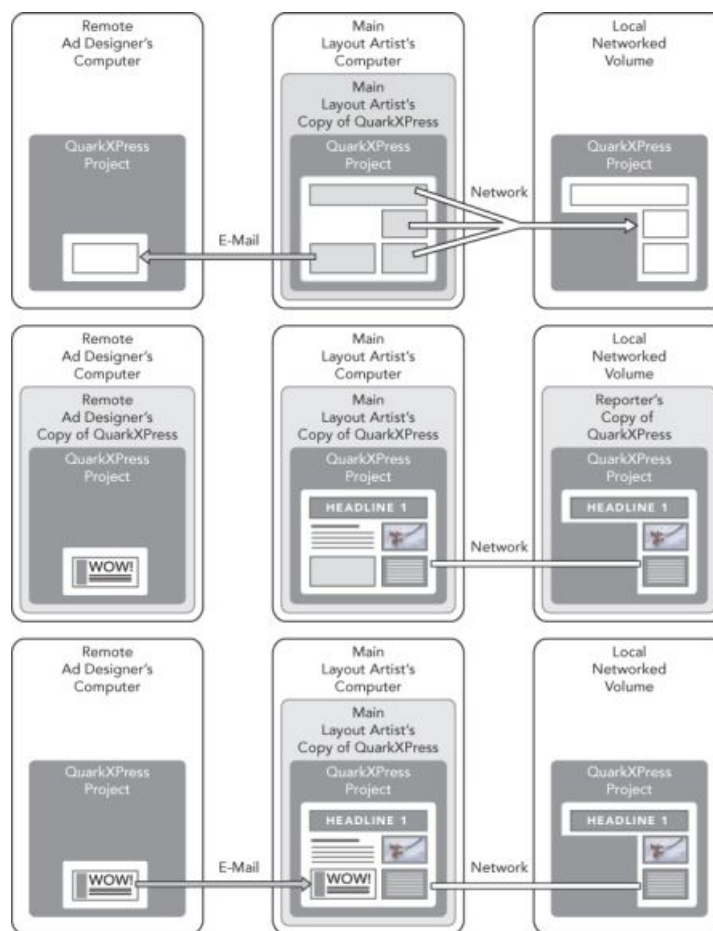 Remote
Ad Designer's
Computer
QuarkXPress
Project
E-Mail
Main
Layout Artist's
Computer
Main
Layout Artist's
Copy of QuarkXPress
QuarkXPress
Project
Network
Local
Networked
Volume
QuarkXPress
Project
Remote
Ad Designer's
Computer
Remote
Ad Designer's
Copy of QuarkXPress
QuarkXPress
Project
WOW!
Main
Layout Artist's
Computer
Main
Layout Artist's
Copy of QuarkXPress
QuarkXPress
Project
HEADLINE 1
Network
Local
Networked
Volume
Reporter's
Copy of
QuarkXPress
QuarkXPress
Project
HEADLINE 1
Remote
Ad Designer's
Computer
QuarkXPress
Project
WOW!
E-Mail
Main
Layout Artist's
Computer
Main
Layout Artist's
Copy of QuarkXPress
QuarkXPress
Project
HEADLINE 1
WOW!
Network
Local
Networked
Volume
QuarkXPress
Project
HEADLINE 1